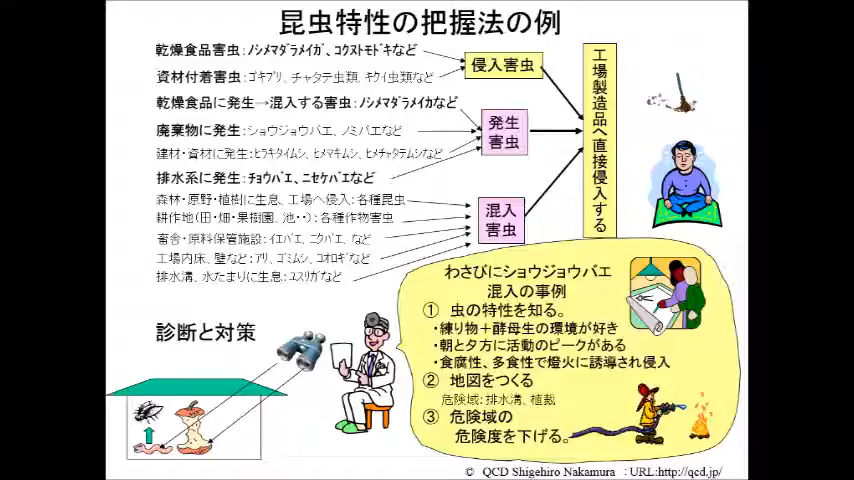 昆虫特性の把握法の例
乾燥食品害虫：ノシメマダラメイガ、コクヌストモドキなど
資材付着害虫：ゴキブリ、チャタテ虫類、キクイ虫類など
侵入害虫
乾燥食品に発生→混入する害虫：ノシメマダラメイカなど
廃棄物に発生：ショウジョウバエ、ノミバエなど
建材・資材に発生：ヒラキタイムシ、ヒメマキムシ、ヒメチャタテムシなど
排水系に発生：チョウバエ、ニセケバエなど
発生
害虫
森林・原野・植樹に生息、工場へ侵入：各種昆虫
耕作地(田・畑・果樹園、池・・)：各種作物害虫
畜舎・原料保管施設：イエバエ、ニクバエ、など
工場内床、壁など：アリ、ゴミムシ、コオロギなど
排水溝、水たまりに生息：ユスリガなど
混入
害虫
工場製造品へ直接侵入する
わさびにショウジョウバエ
混入の事例
① 虫の特性を知る。
・練り物＋酵母生の環境が好き
・朝と夕方に活動のピークがある
・食腐性、多食性で燈火に誘導され侵入
② 地図をつくる
危険域：排水溝、植栽
③ 危険域の
危険度を下げる。
診断と対策
© QCD Shigehiro Nakamura ：URL:http://qcd.jp/